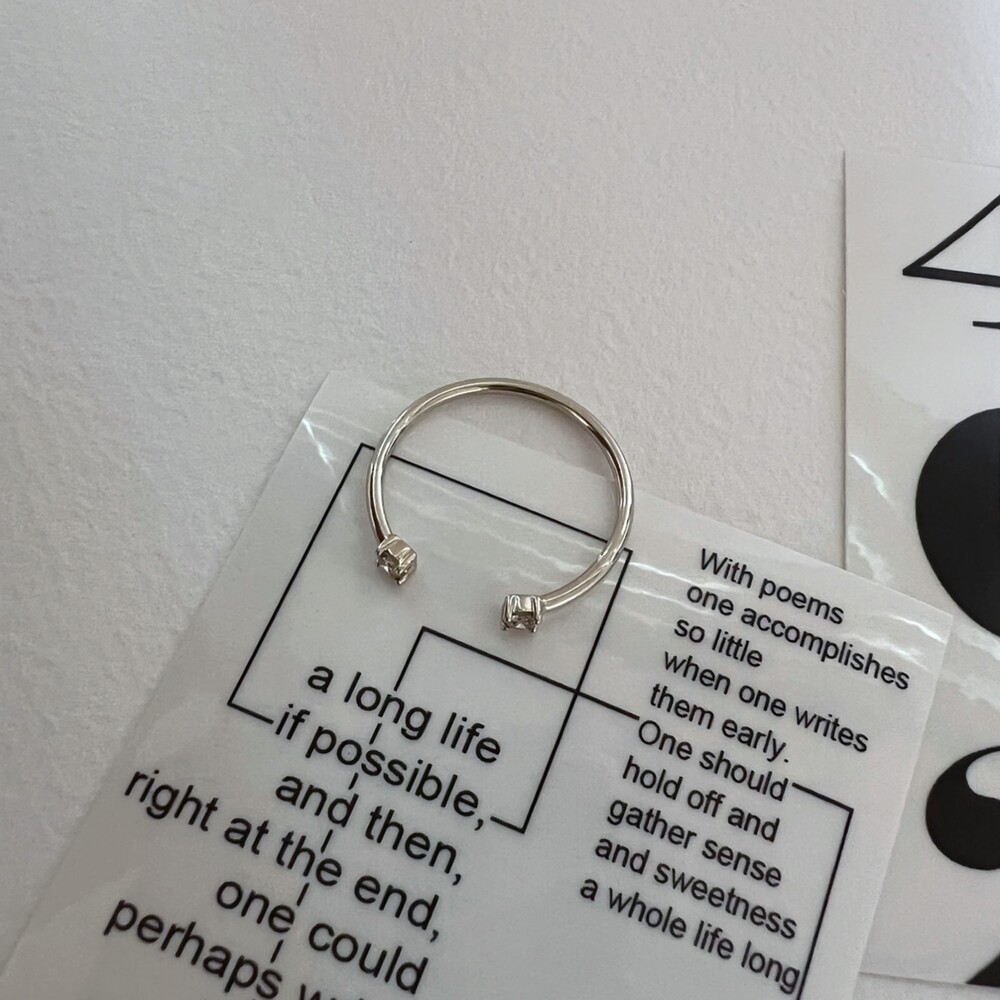 With poems
one accomplishes
so little
when one writes
them early.
One should
hold off and
gather sense
and sweetness
a whole life long
a long life
if possible,
and then,
right at the end,
one could
perhaps